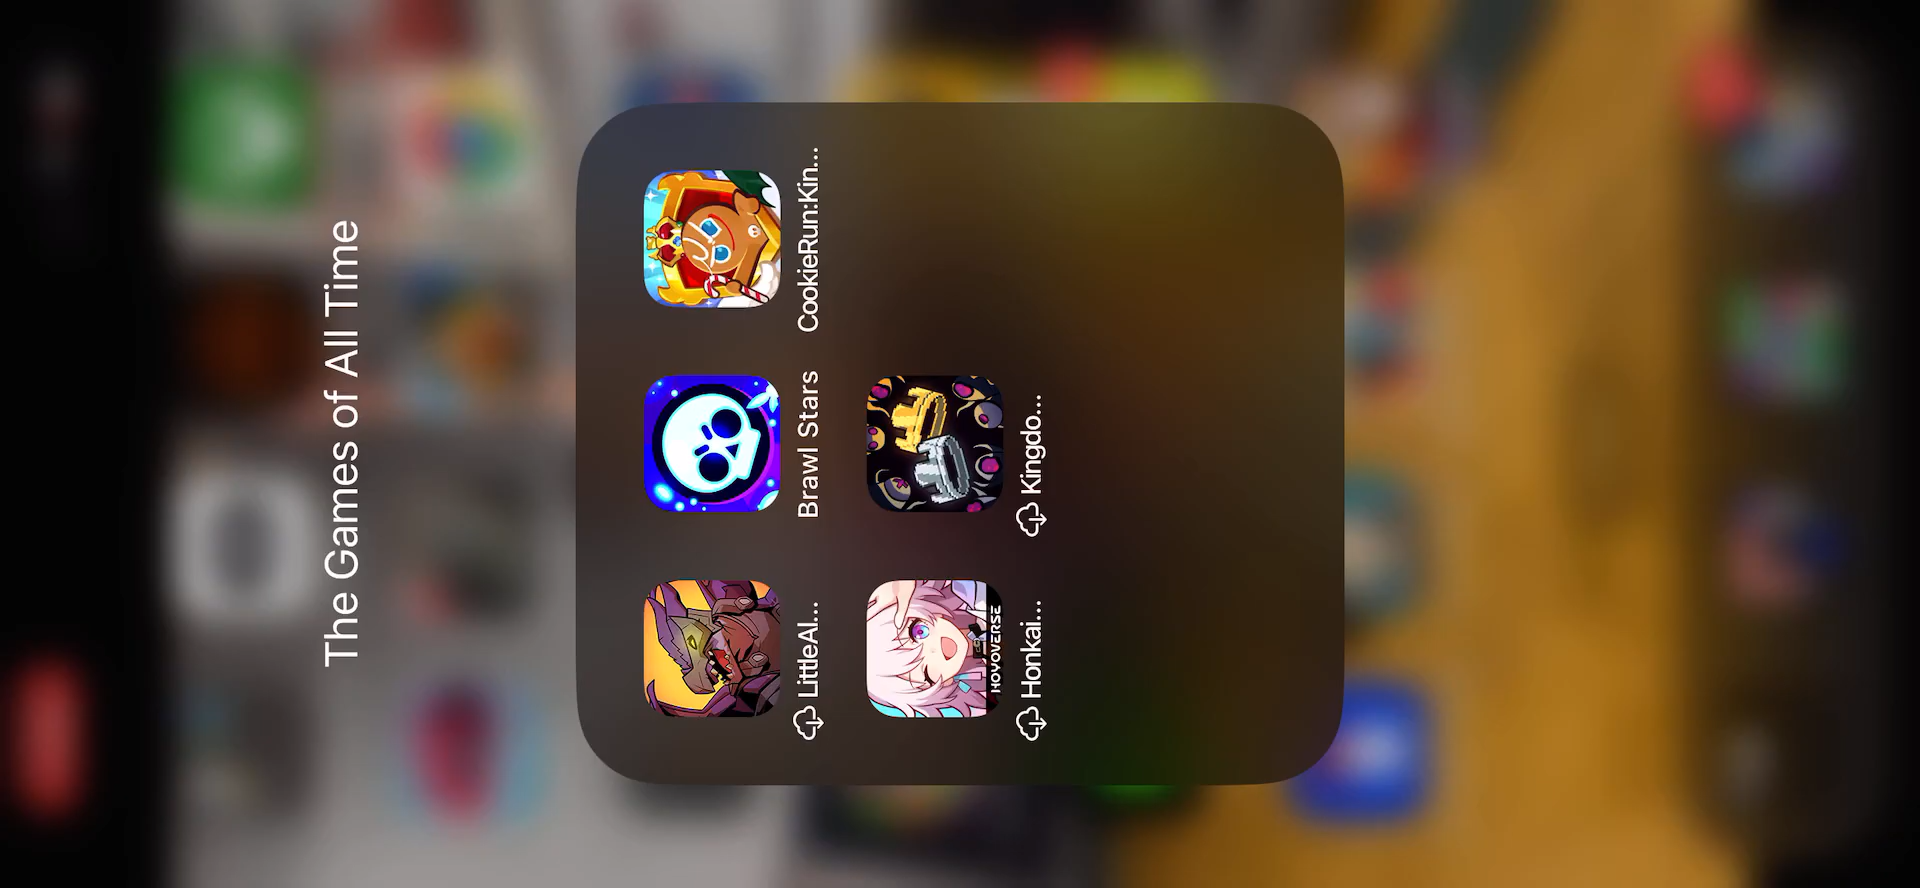 The Games of All Time
LittleAl...
Brawl Stars
CookieRun:Kin...
HOYOVERSE
Honkai...
Kingdo...